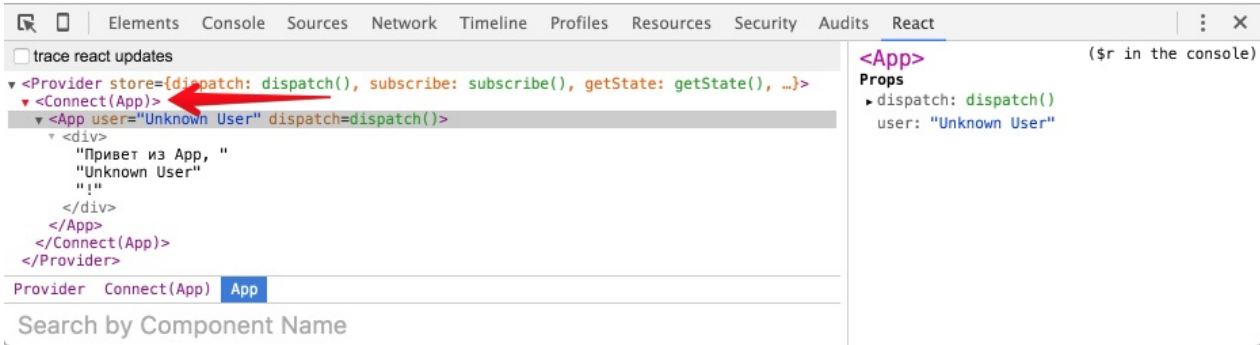 Elements Console Sources Network Timeline Profiles Resources Security Audits React
trace react updates
<Provider store={dispatch: dispatch(), subscribe: subscribe(), getState: getState(), …}>
<Connect(App)>
<App user="Unknown User" dispatch=dispatch()>
<div>
"Привет из App, "
"Unknown User"
"!"
</div>
</App>
</Connect(App)>
</Provider>
Provider Connect(App) App
Search by Component Name
<App> ($r in the console)
Props
dispatch: dispatch()
user: "Unknown User"